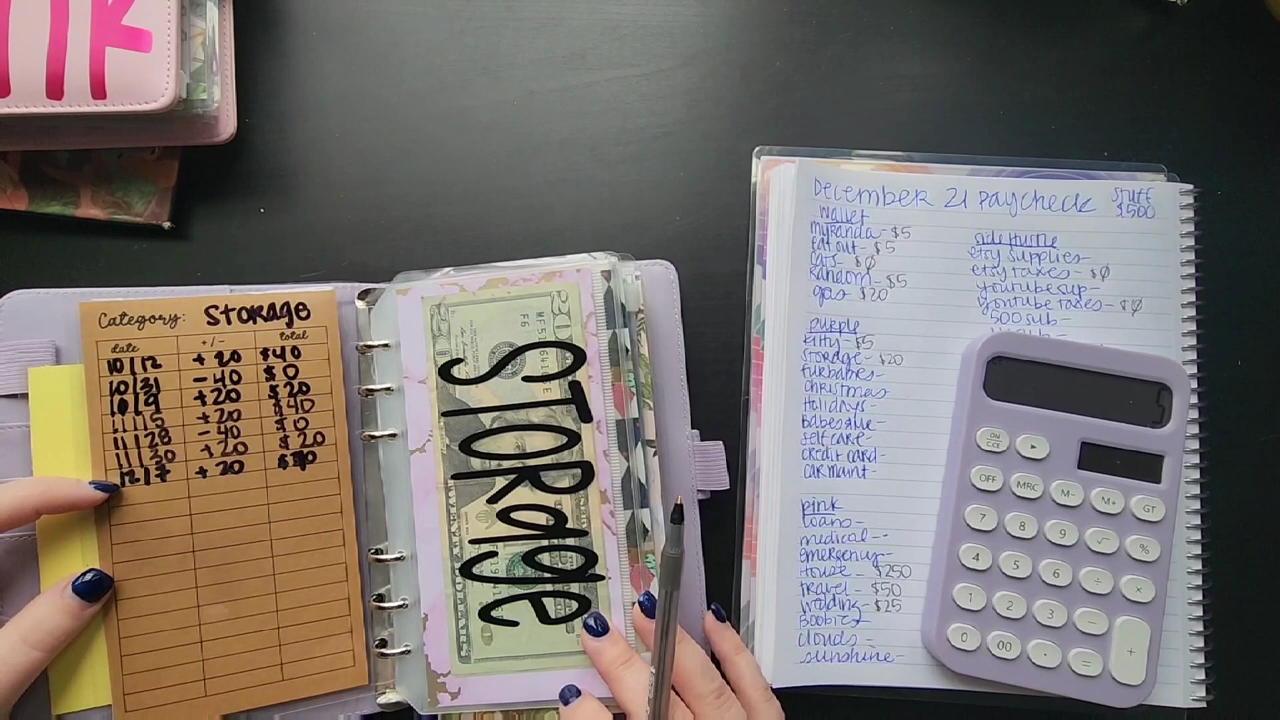 Category: Storage
date +/- total
10/12 +20 $40
10/31 -40 $0
+20 $20
11/15 +20 $40
11/28 -40 $0
11/30 +20 $20
12/7 +20
STORage
20
F6
December 21 Paycheck
Stuff
$500
wallet
myranda - $5
eat out - $5
cats - $0
Random - $5
gas $20
purple
kitty - $5
Storage - $20
furbabies -
Christmas
Holidays -
self care -
credit card -
car maint -
pink
loans -
medical -
emergency -
House - $250
travel - $50
wedding - $25
Boobies
clouds -
sunshine -
side hustle
etsy supplies -
etsy taxes - $0
youtube sup -
youtube taxes - $0
500 sub -
5
ON C/CE
OFF MRC M- M+ GT
7 8 9 √ %
4 5 6 ÷ ×
1 2 3 −
0 00 · = +